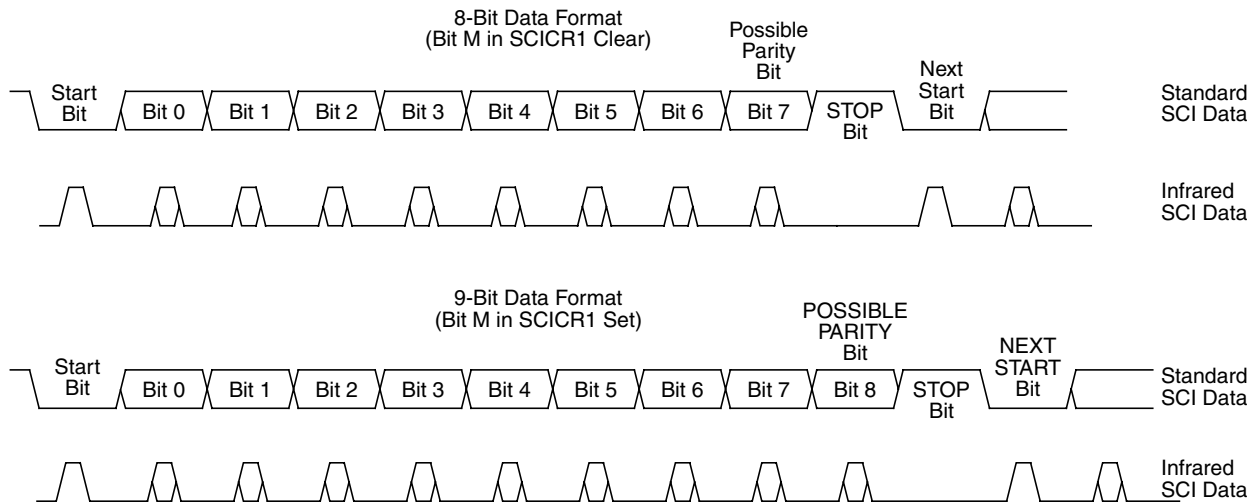 8-Bit Data Format
(Bit M in SCICR1 Clear)
Possible
Parity
Bit
Start
Bit
Bit 0
Bit 1
Bit 2
Bit 3
Bit 4
Bit 5
Bit 6
Bit 7
STOP
Bit
Next
Start
Bit
Standard
SCI Data
Infrared
SCI Data
9-Bit Data Format
(Bit M in SCICR1 Set)
POSSIBLE
PARITY
Bit
Start
Bit
Bit 0
Bit 1
Bit 2
Bit 3
Bit 4
Bit 5
Bit 6
Bit 7
Bit 8
STOP
Bit
NEXT
START
Bit
Standard
SCI Data
Infrared
SCI Data